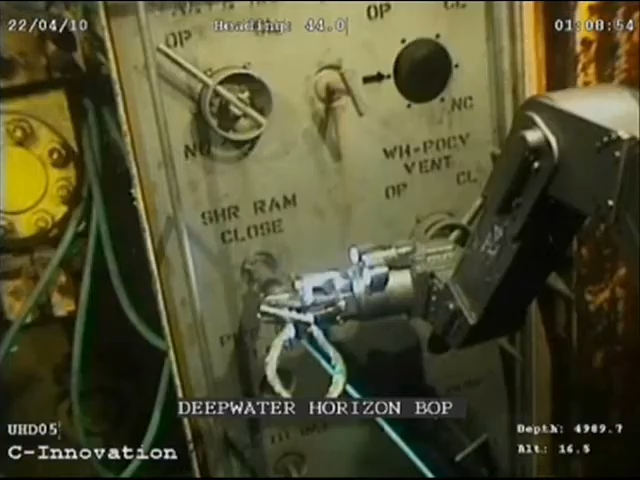 22/04/10 Heading: 44.0 01:08:54
OP
OP CL
NC
NO
WH-POCV
VENT
OP CL
SHR RAM
CLOSE
DEEPWATER HORIZON BOP
UHD05
C-Innovation
Depth: 4989.7
Alt: 16.5